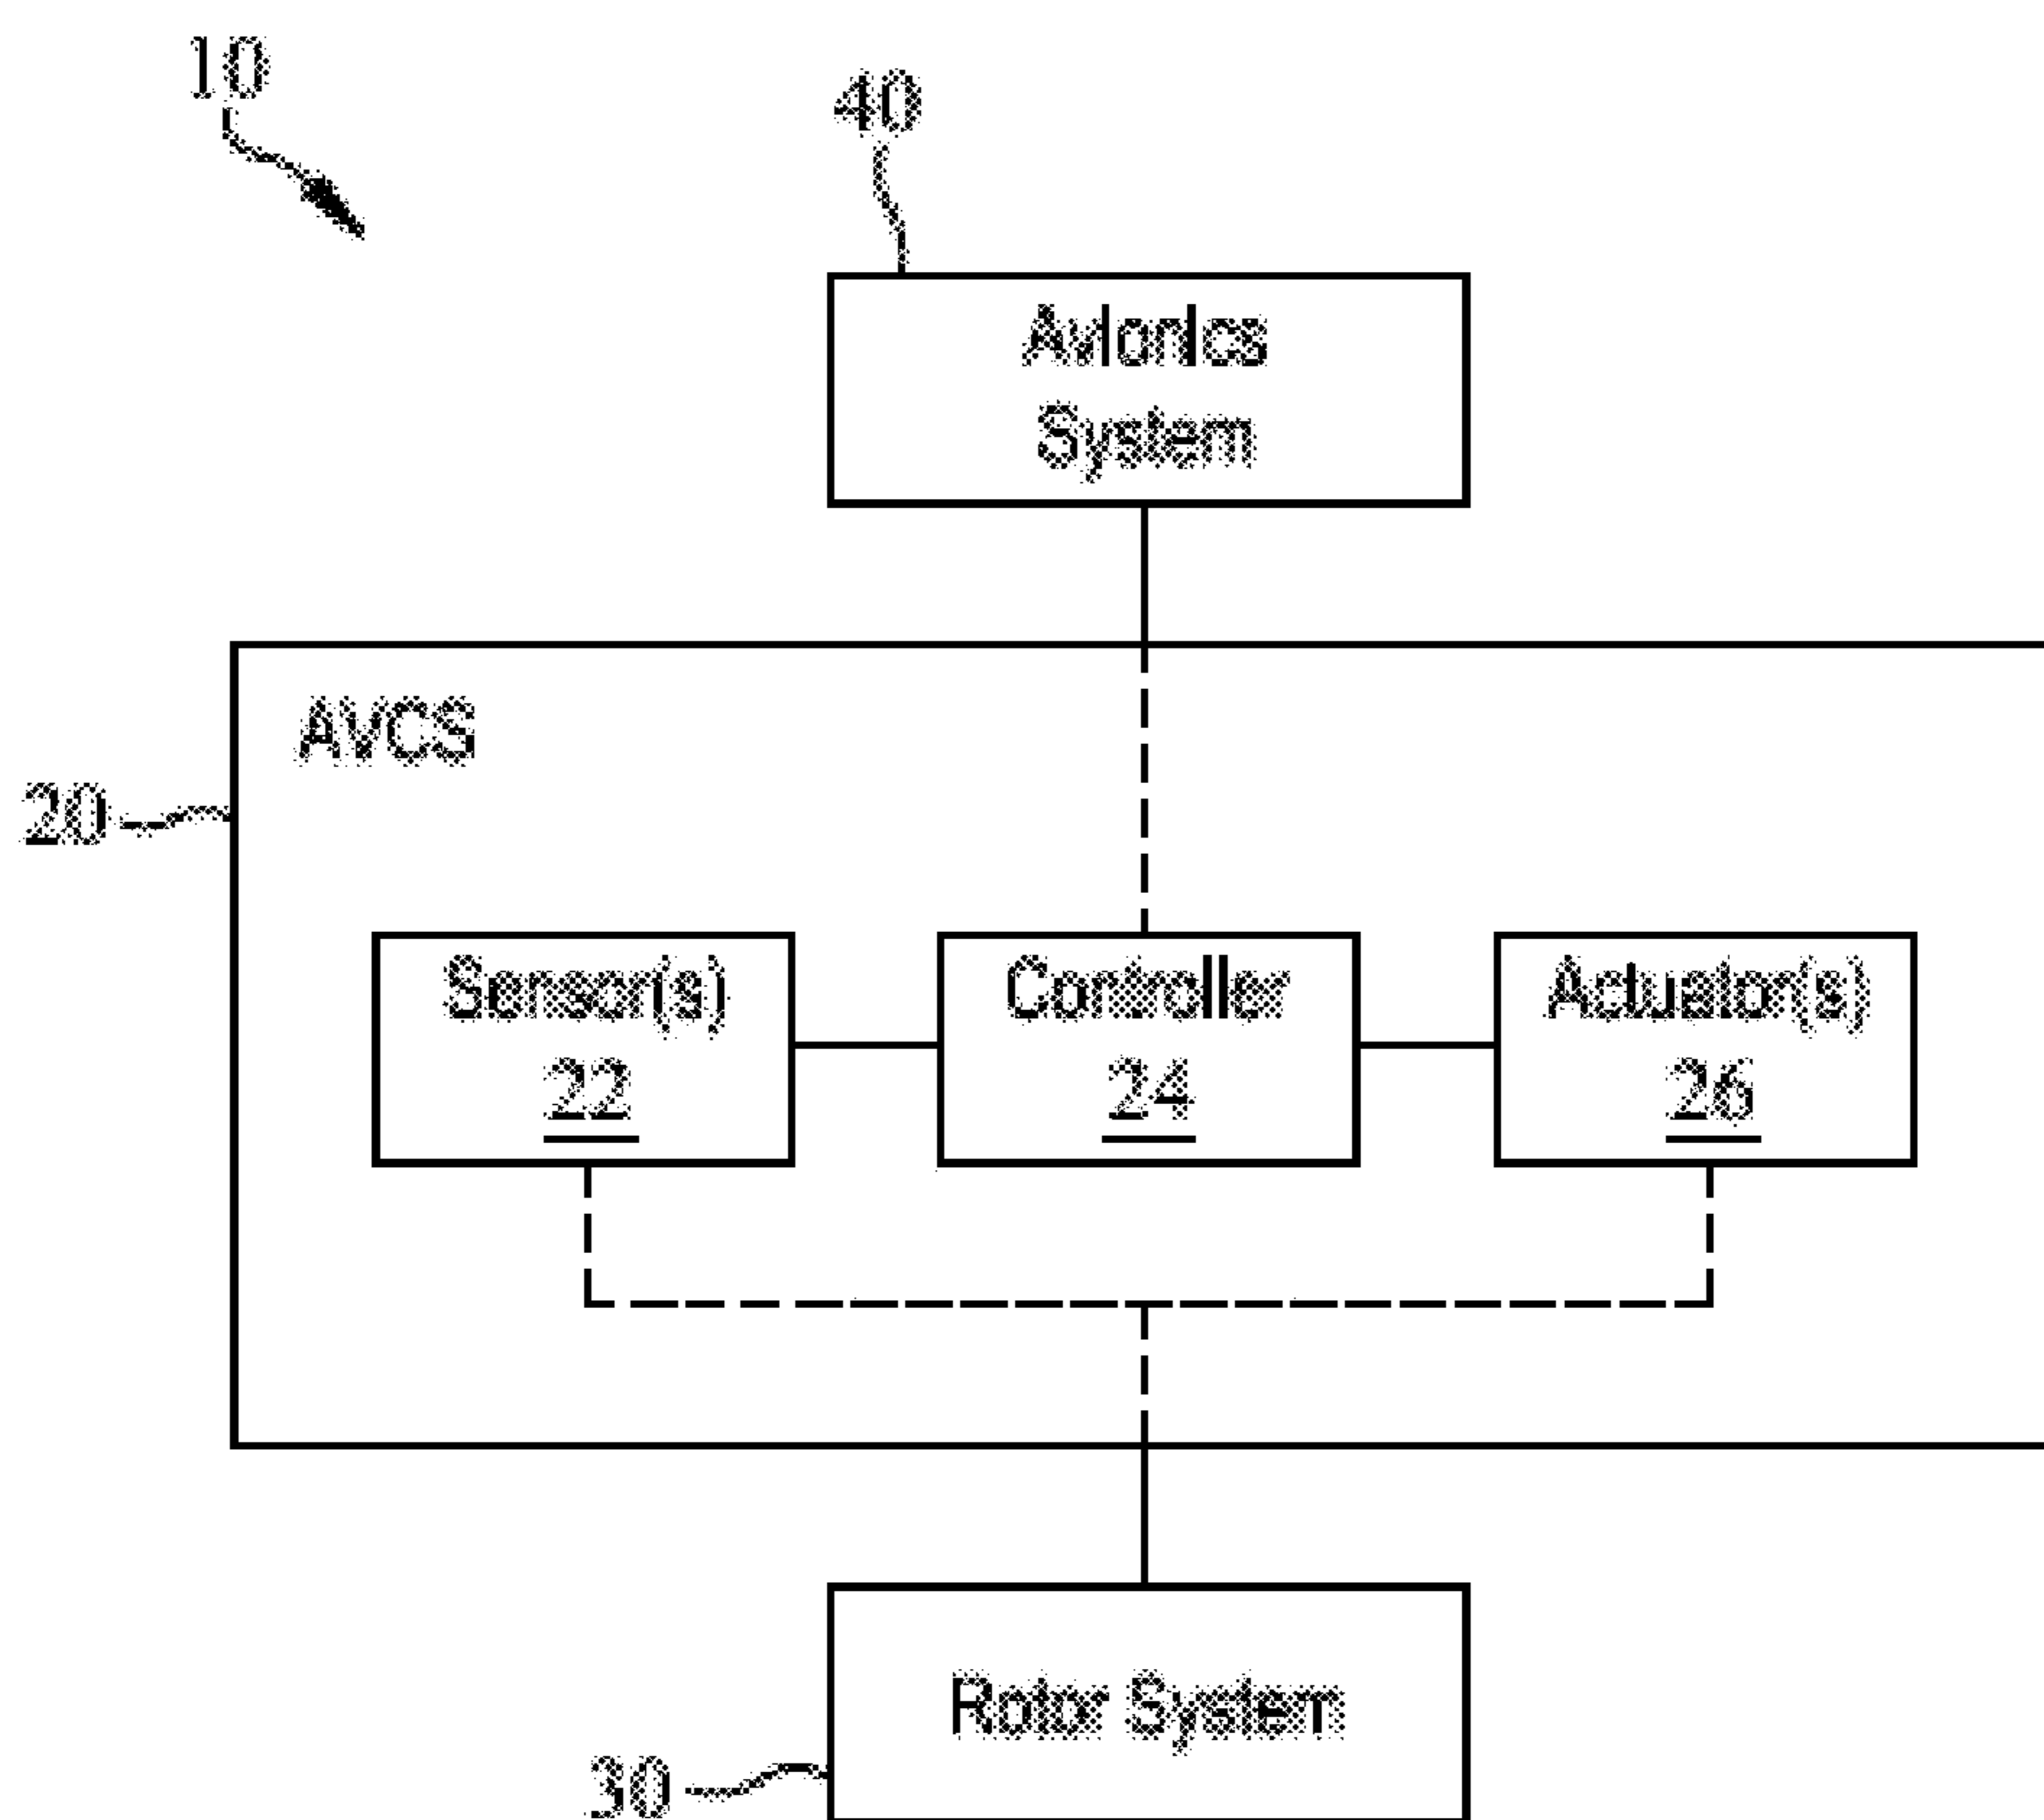 10
40
Avionics
System
AVCS
20
Sensor(s)
22
Controller
24
Actuator(s)
26
Rotor System
30